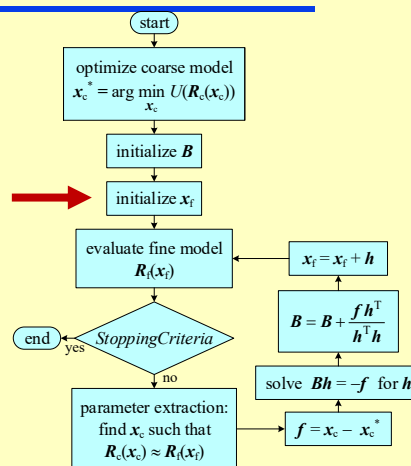 start
optimize coarse model
x_c^* = arg min U(R_c(x_c))
x_c
initialize B
initialize x_f
evaluate fine model
R_f(x_f)
StoppingCriteria
yes
end
no
parameter extraction:
find x_c such that
R_c(x_c) ≈ R_f(x_f)
f = x_c − x_c^*
solve Bh = −f for h
B = B + f h^T / h^T h
x_f = x_f + h